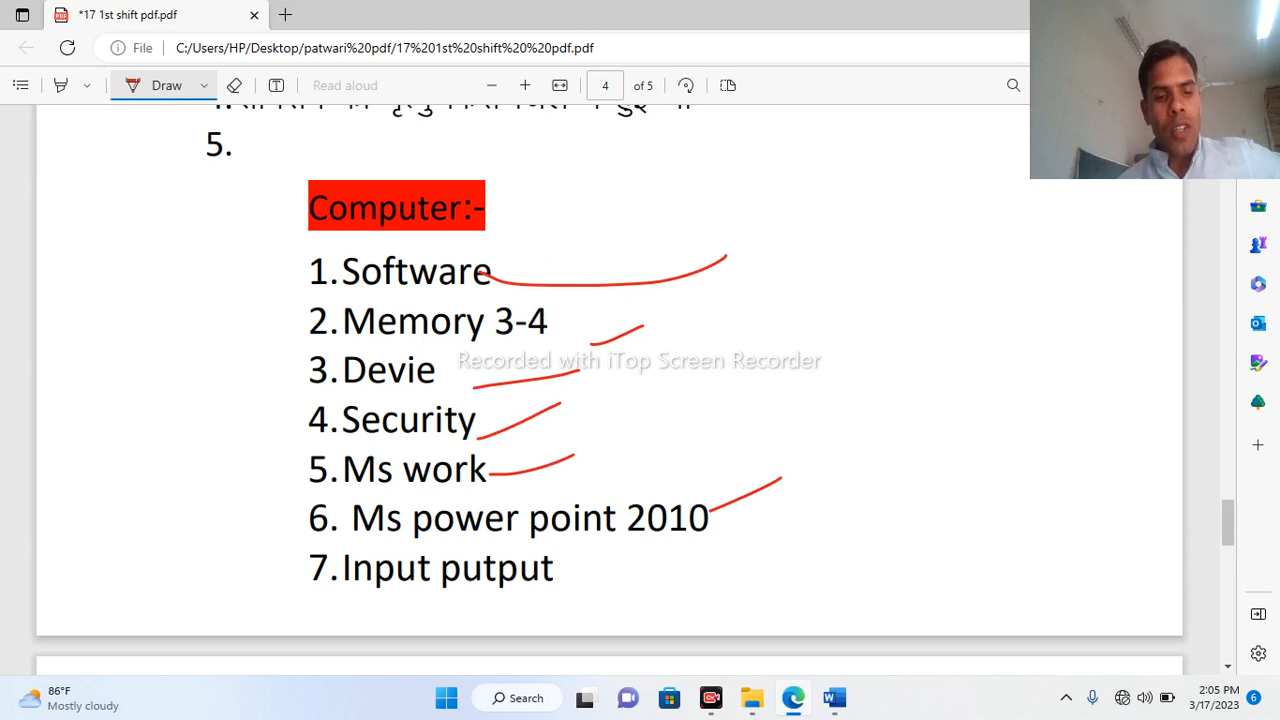 *17 1st shift pdf.pdf
File
C:/Users/HP/Desktop/patwari%20pdf/17%201st%20shift%20%20pdf.pdf
Draw
Read aloud
4 of 5
5.
Computer:-
1. Software
2. Memory 3-4
Recorded with iTop Screen Recorder
3. Devie
4. Security
5. Ms work
6. Ms power point 2010
7. Input putput
86°F
Mostly cloudy
Search
2:05 PM
3/17/2023
6